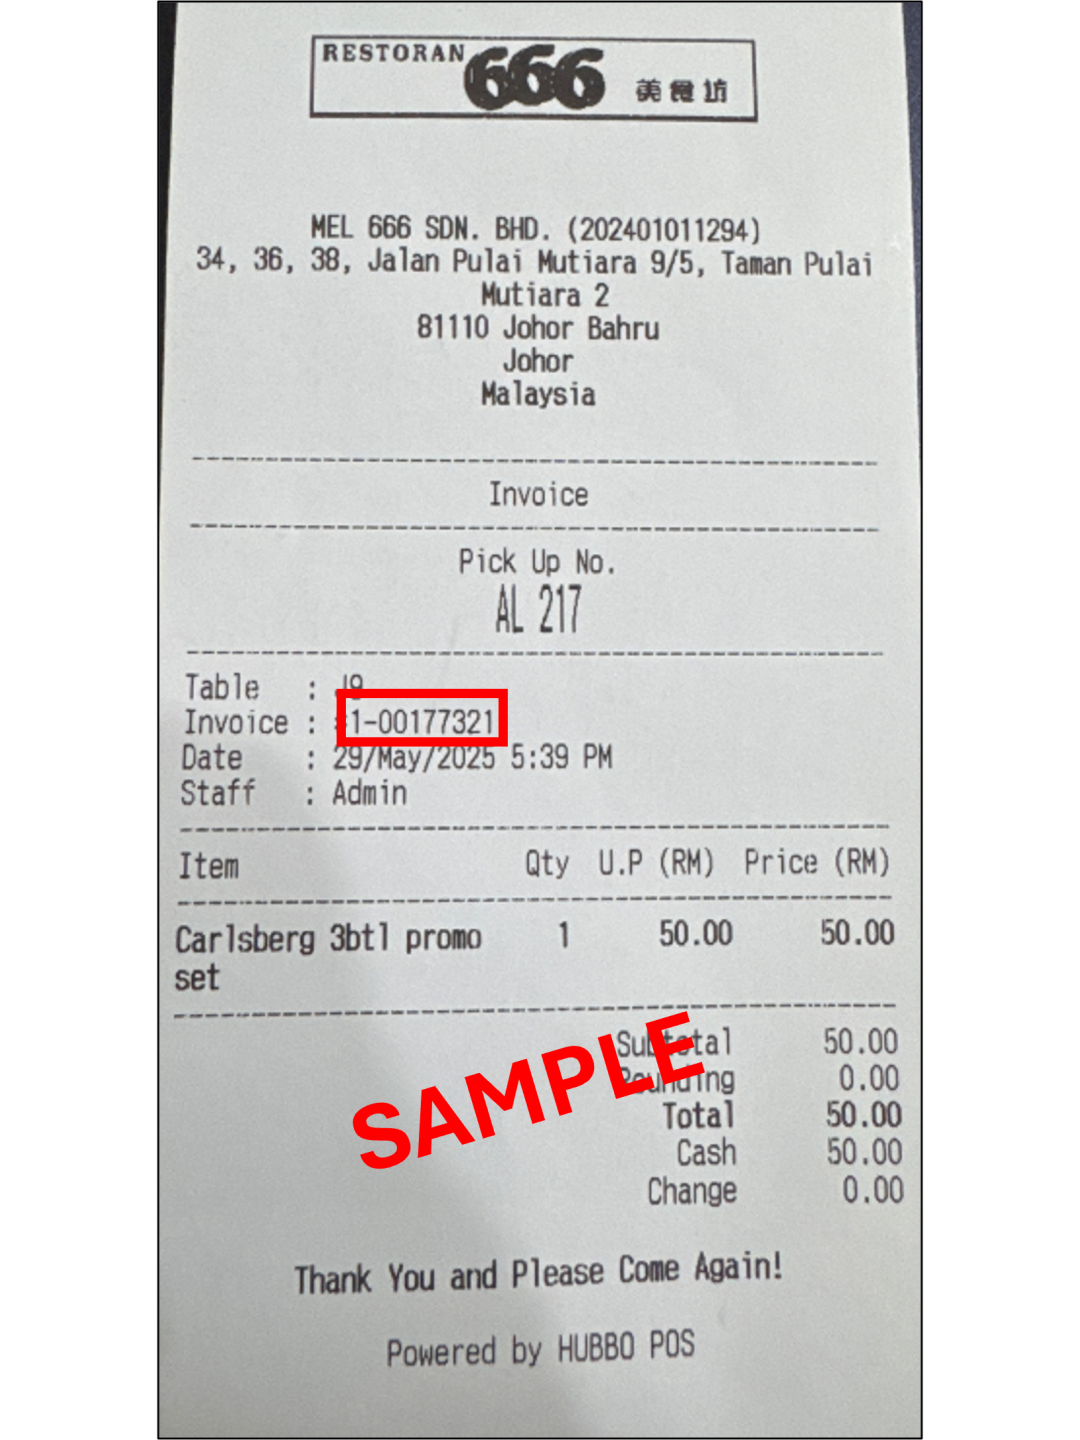 RESTORAN 666 美食坊
MEL 666 SDN. BHD. (202401011294)
34, 36, 38, Jalan Pulai Mutiara 9/5, Taman Pulai
Mutiara 2
81110 Johor Bahru
Johor
Malaysia
Invoice
Pick Up No.
AL 217
Table : J9
Invoice : #1-00177321
Date : 29/May/2025 5:39 PM
Staff : Admin
Item Qty U.P (RM) Price (RM)
Carlsberg 3btl promo 1 50.00 50.00
set
Subtotal 50.00
Rounding 0.00
SAMPLE
Total 50.00
Cash 50.00
Change 0.00
Thank You and Please Come Again!
Powered by HUBBO POS